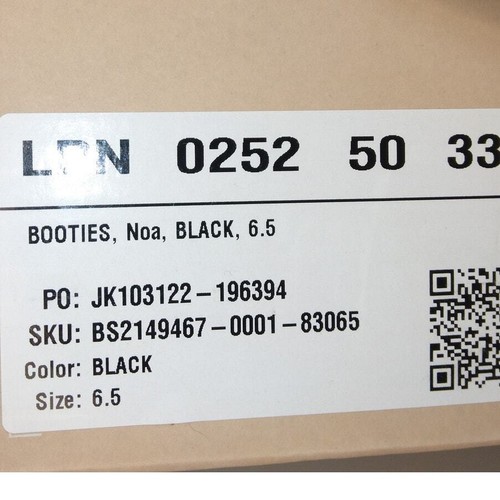 LPN 0252 50 33
BOOTIES, Noa, BLACK, 6.5
PO: JK103122-196394
SKU: BS2149467-0001-83065
Color: BLACK
Size: 6.5